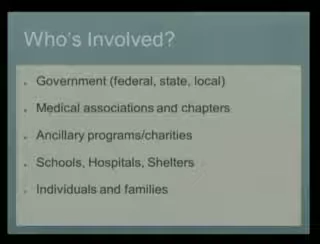 Who's Involved?
Government (federal, state, local)
Medical associations and chapters
Ancillary programs/charities
Schools, Hospitals, Shelters
Individuals and families